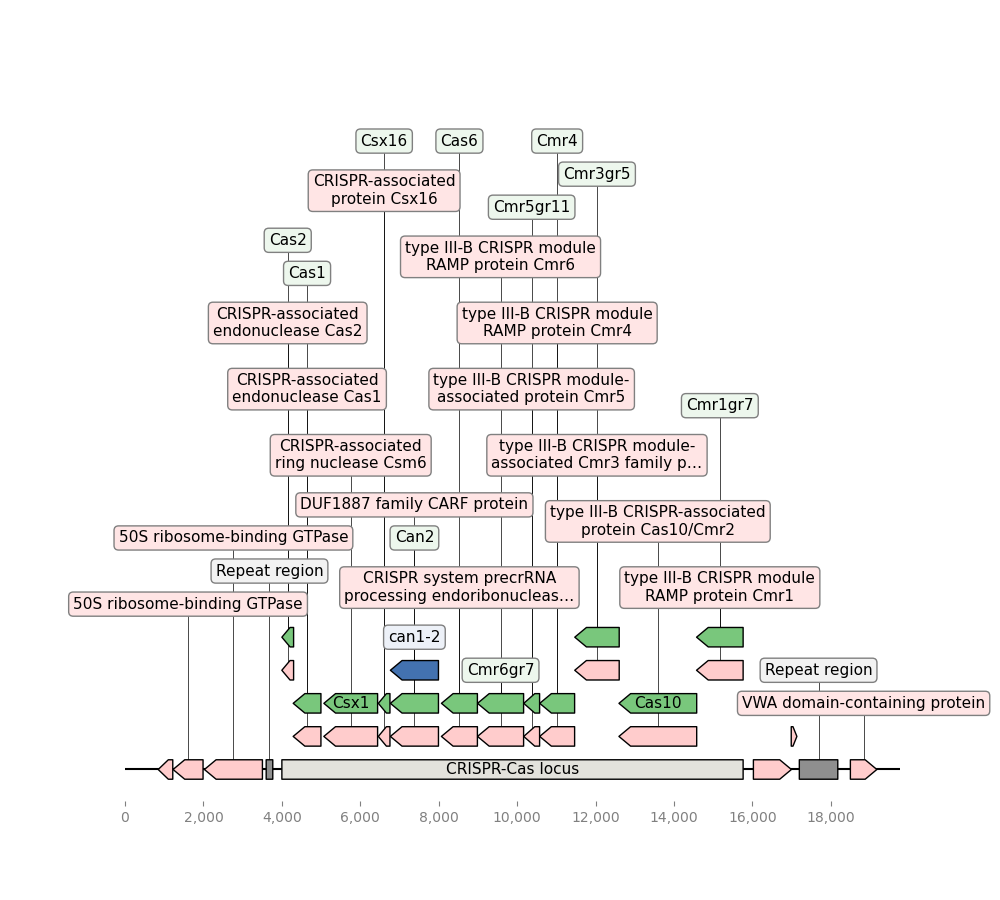 Csx16
Cas6
Cmr4
Cmr3gr5
CRISPR-associated
protein Csx16
Cmr5gr11
Cas2
type III-B CRISPR module
RAMP protein Cmr6
Cas1
CRISPR-associated
endonuclease Cas2
type III-B CRISPR module
RAMP protein Cmr4
CRISPR-associated
endonuclease Cas1
type III-B CRISPR module-
associated protein Cmr5
Cmr1gr7
CRISPR-associated
ring nuclease Csm6
type III-B CRISPR module-
associated Cmr3 family p...
DUF1887 family CARF protein
type III-B CRISPR-associated
protein Cas10/Cmr2
50S ribosome-binding GTPase
Can2
Repeat region
CRISPR system precrRNA
processing endoribonucleas...
type III-B CRISPR module
RAMP protein Cmr1
50S ribosome-binding GTPase
can1-2
Cmr6gr7
Repeat region
Csx1
Cas10
VWA domain-containing protein
CRISPR-Cas locus
0 2,000 4,000 6,000 8,000 10,000 12,000 14,000 16,000 18,000